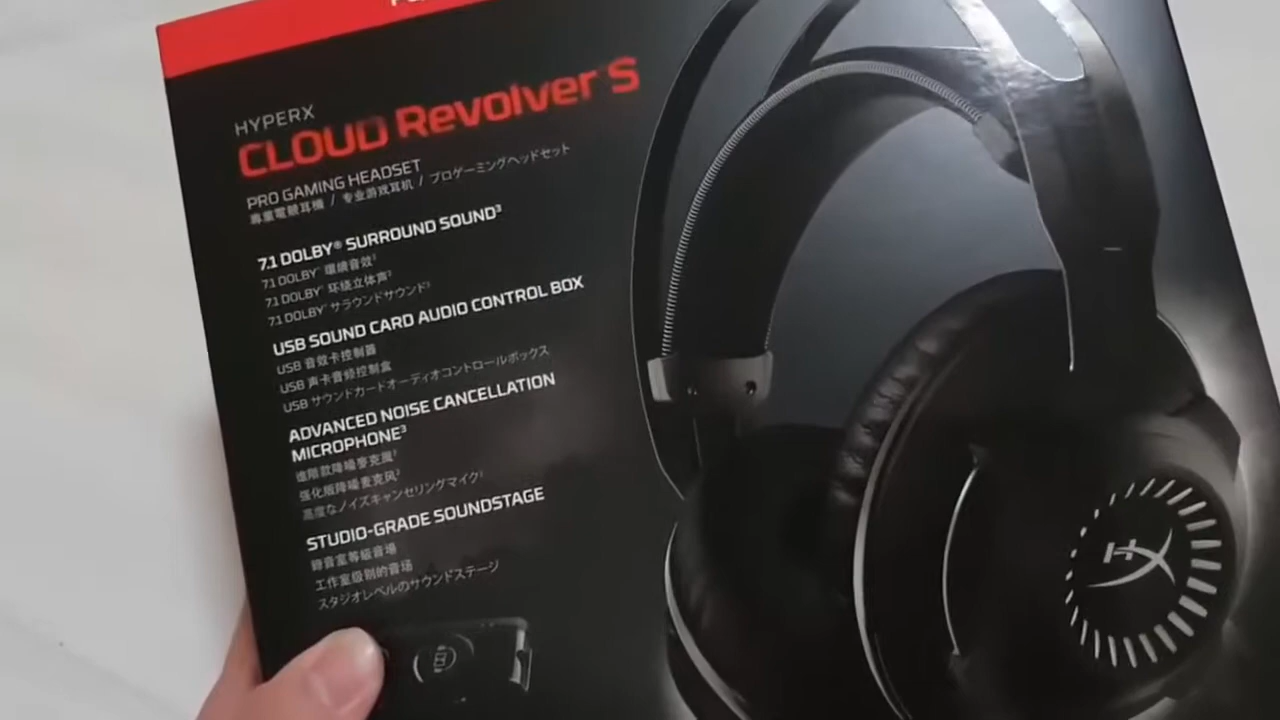 HYPERX
CLOUD Revolver S
PRO GAMING HEADSET
專業電競耳機 / 专业游戏耳机 / プロゲーミングヘッドセット
7.1 DOLBY® SURROUND SOUND³
7.1 DOLBY 環繞音效
7.1 DOLBY 环绕立体声
7.1 DOLBY サラウンドサウンド
USB SOUND CARD AUDIO CONTROL BOX
USB 音效卡控制器
USB 声卡音频控制盒
USB サウンドカードオーディオコントロールボックス
ADVANCED NOISE CANCELLATION
MICROPHONE³
進階款降噪麥克風
强化版降噪麦克风
高度なノイズキャンセリングマイク
STUDIO-GRADE SOUNDSTAGE
錄音室等級音場
工作室级别的音场
スタジオレベルのサウンドステージ
HX